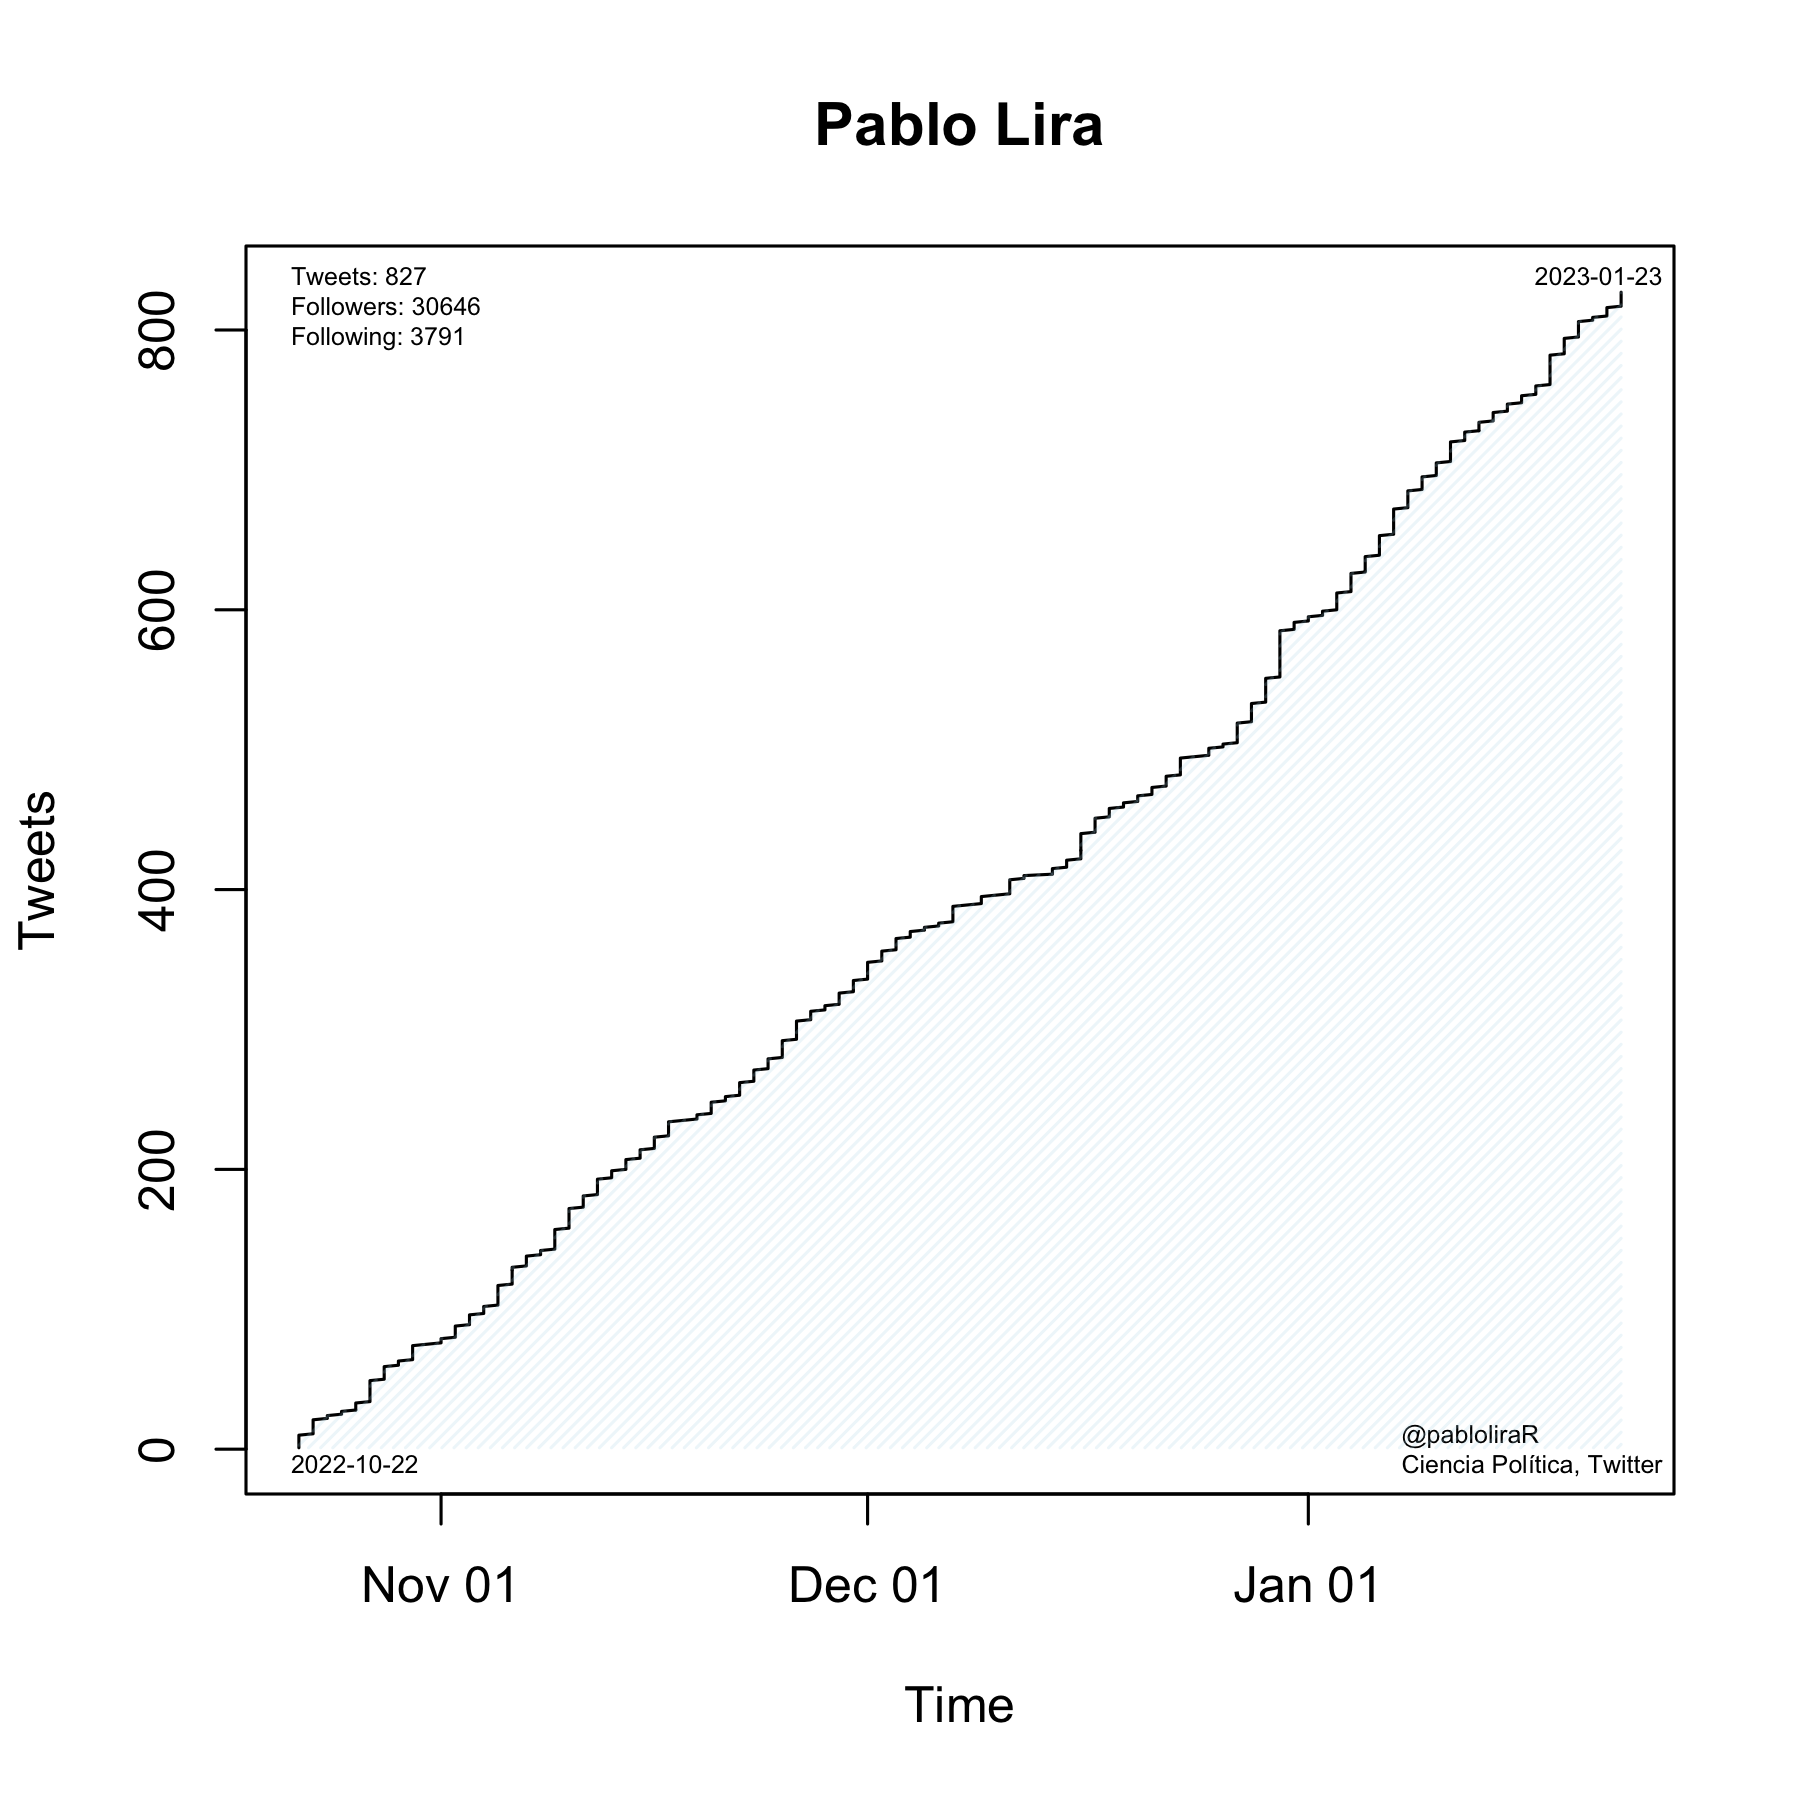 Pablo Lira
Tweets: 827
Followers: 30646
Following: 3791
2023-01-23
800
600
400
200
0
Tweets
2022-10-22
@pabloliraR
Ciencia Política, Twitter
Nov 01
Dec 01
Jan 01
Time